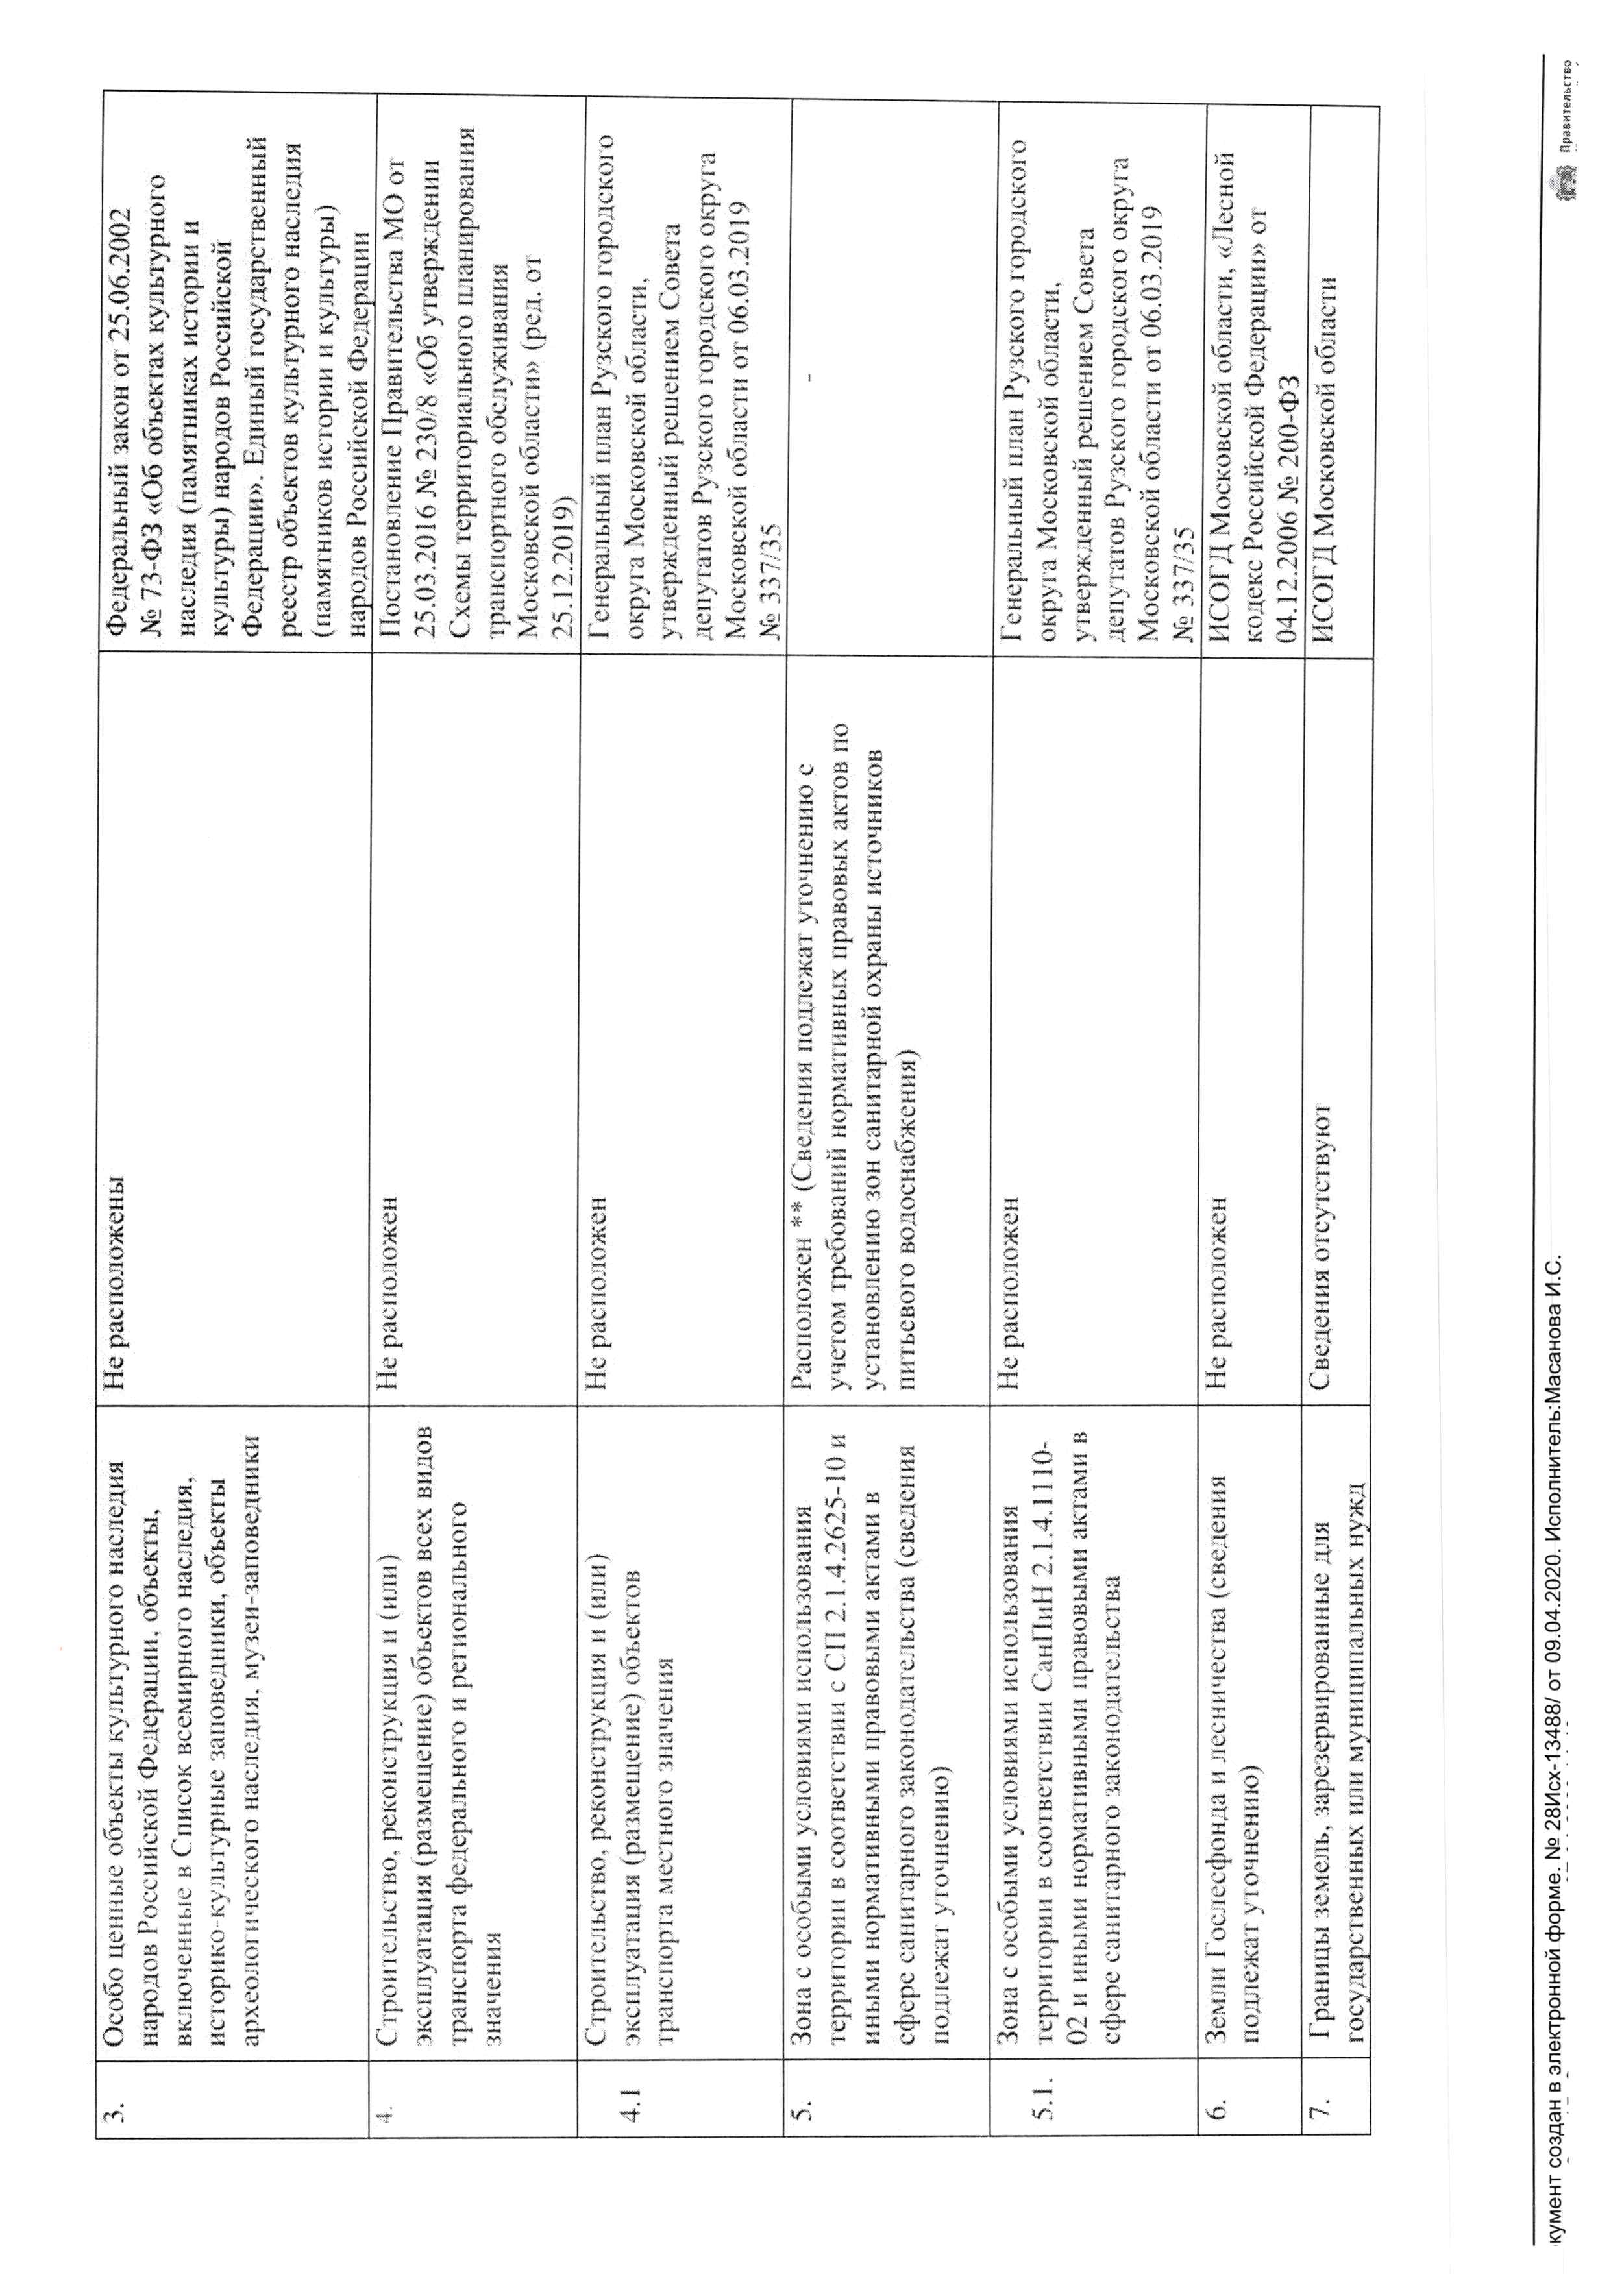 3.
Особо ценные объекты культурного наследия
народов Российской Федерации, объекты,
включенные в Список всемирного наследия,
историко-культурные заповедники, объекты
археологического наследия, музеи-заповедники
Не расположены
Федеральный закон от 25.06.2002
№ 73-ФЗ «Об объектах культурного
наследия (памятниках истории и
культуры) народов Российской
Федерации». Единый государственный
реестр объектов культурного наследия
(памятников истории и культуры)
народов Российской Федерации
4.
Строительство, реконструкция и (или)
эксплуатация (размещение) объектов всех видов
транспорта федерального и регионального
значения
Не расположен
Постановление Правительства МО от
25.03.2016 № 230/8 «Об утверждении
Схемы территориального планирования
транспортного обслуживания
Московской области» (ред. от
25.12.2019)
4.1
Строительство, реконструкция и (или)
эксплуатация (размещение) объектов
транспорта местного значения
Не расположен
Генеральный план Рузского городского
округа Московской области,
утвержденный решением Совета
депутатов Рузского городского округа
Московской области от 06.03.2019
№ 337/35
5.
Зона с особыми условиями использования
территории в соответствии с СП 2.1.4.2625-10 и
иными нормативными правовыми актами в
сфере санитарного законодательства (сведения
подлежат уточнению)
Расположен ** (Сведения подлежат уточнению с
учетом требований нормативных правовых актов по
установлению зон санитарной охраны источников
питьевого водоснабжения)
-
5.1.
Зона с особыми условиями использования
территории в соответствии СанПиН 2.1.4.1110-
02 и иными нормативными правовыми актами в
сфере санитарного законодательства
Не расположен
Генеральный план Рузского городского
округа Московской области,
утвержденный решением Совета
депутатов Рузского городского округа
Московской области от 06.03.2019
№ 337/35
6.
Земли Гослесфонда и лесничества (сведения
подлежат уточнению)
Не расположен
ИСОГД Московской области, «Лесной
кодекс Российской Федерации» от
04.12.2006 № 200-ФЗ
7.
Границы земель, зарезервированные для
государственных или муниципальных нужд
Сведения отсутствуют
ИСОГД Московской области
кумент создан в электронной форме. № 28Исх-13488/ от 09.04.2020. Исполнитель:Масанова И.С.
Правительство